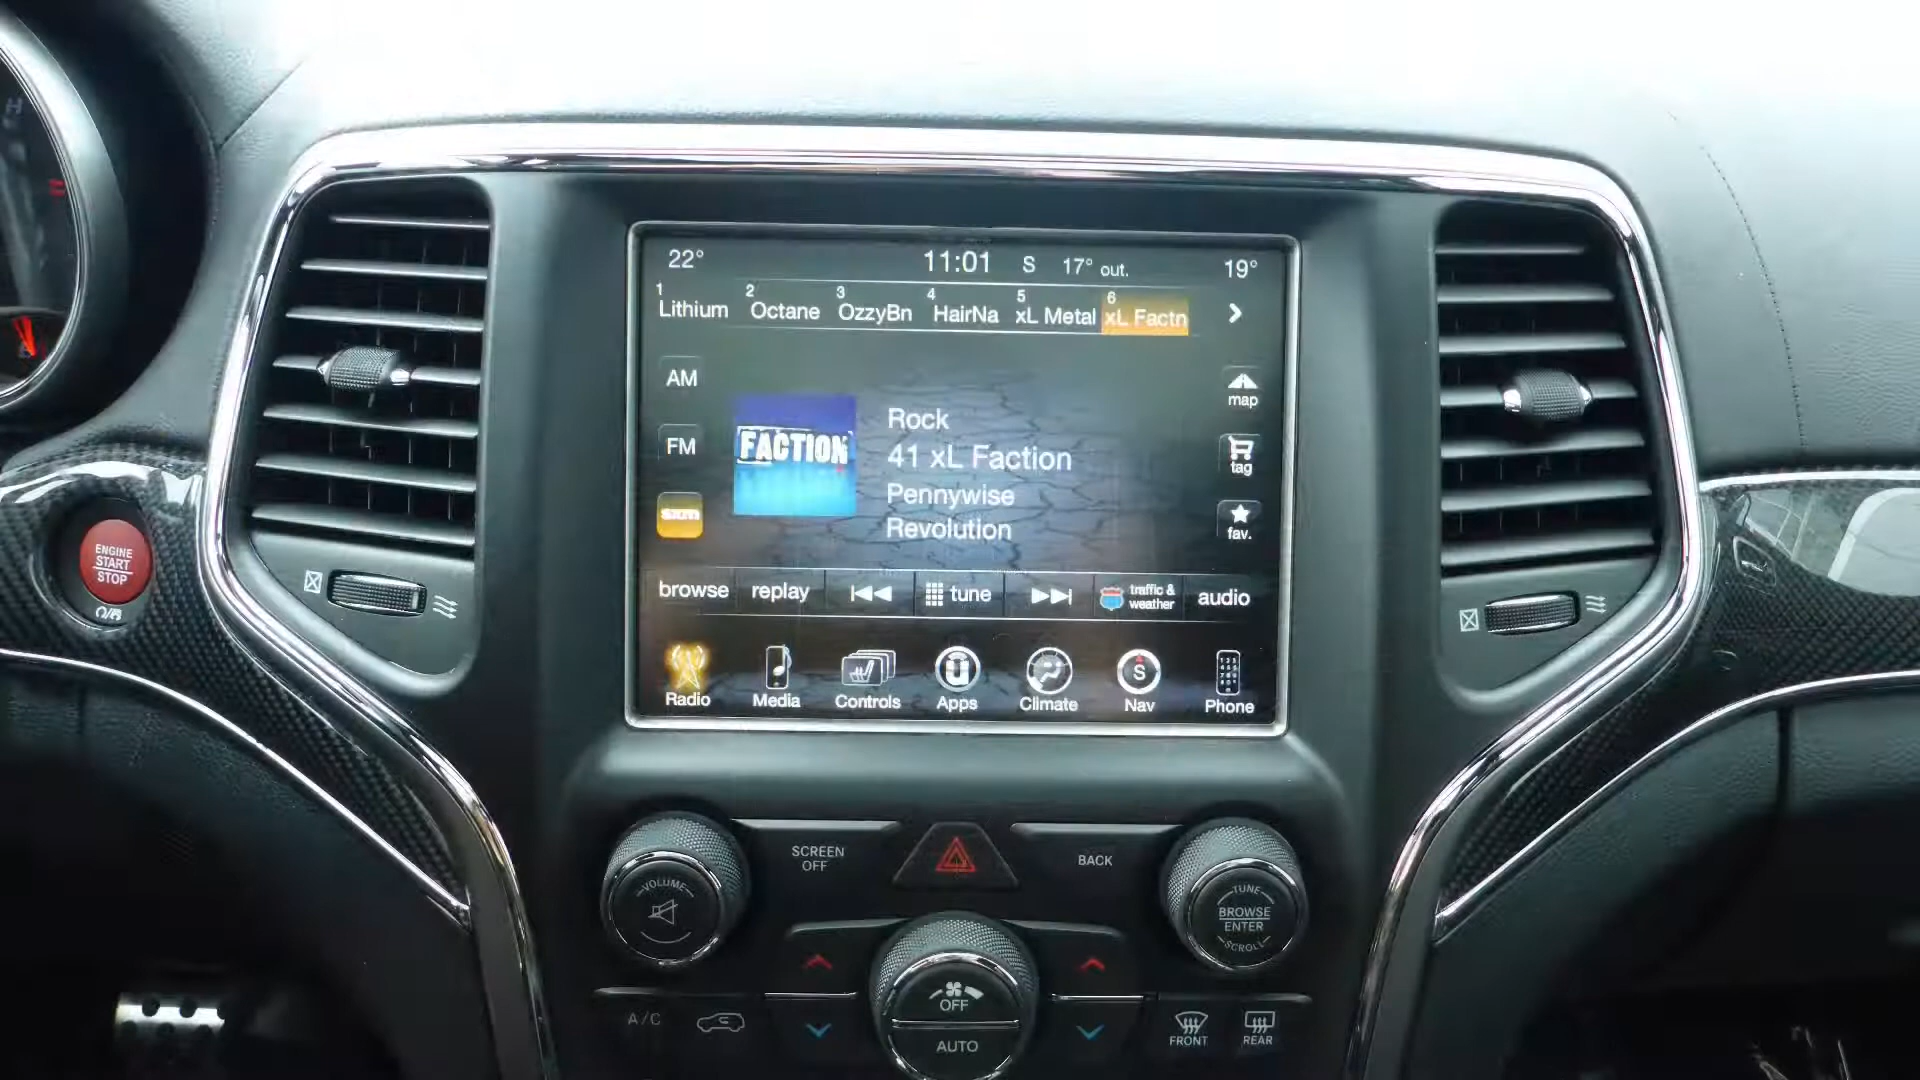 H
22° 11:01 S 17° out. 19°
1 2 3 4 5 6
Lithium Octane OzzyBn HairNa xL Metal xL Factn
AM
map
FACTION
Rock
FM
41 xL Faction
tag
Pennywise
sxm
Revolution
fav.
ENGINE
START
STOP
browse replay tune traffic & weather audio
S
Radio Media Controls Apps Climate Nav Phone
SCREEN
OFF
BACK
VOLUME
TUNE
BROWSE
ENTER
SCROLL
OFF
A/C
AUTO
FRONT
REAR